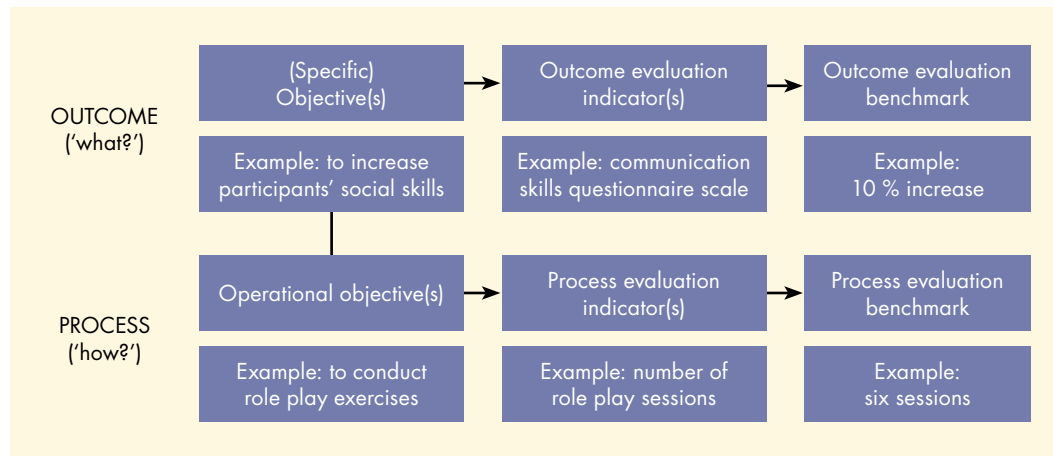 OUTCOME
(‘what?’)
(Specific)
Objective(s)
Outcome evaluation
indicator(s)
Outcome evaluation
benchmark
Example: to increase
participants’ social skills
Example: communication
skills questionnaire scale
Example:
10 % increase
PROCESS
(‘how?’)
Operational objective(s)
Process evaluation
indicator(s)
Process evaluation
benchmark
Example: to conduct
role play exercises
Example: number of
role play sessions
Example:
six sessions